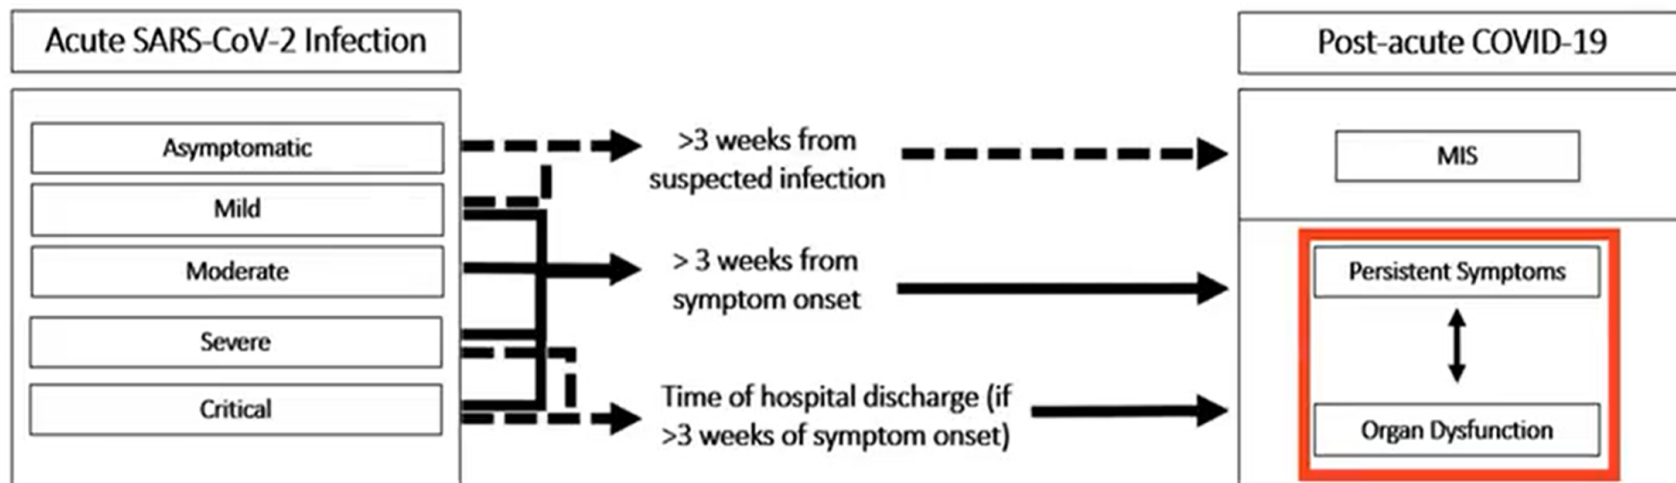 Acute SARS-CoV-2 Infection
Post-acute COVID-19
Asymptomatic
Mild
Moderate
Severe
Critical
>3 weeks from
suspected infection
> 3 weeks from
symptom onset
Time of hospital discharge (if
>3 weeks of symptom onset)
MIS
Persistent Symptoms
Organ Dysfunction